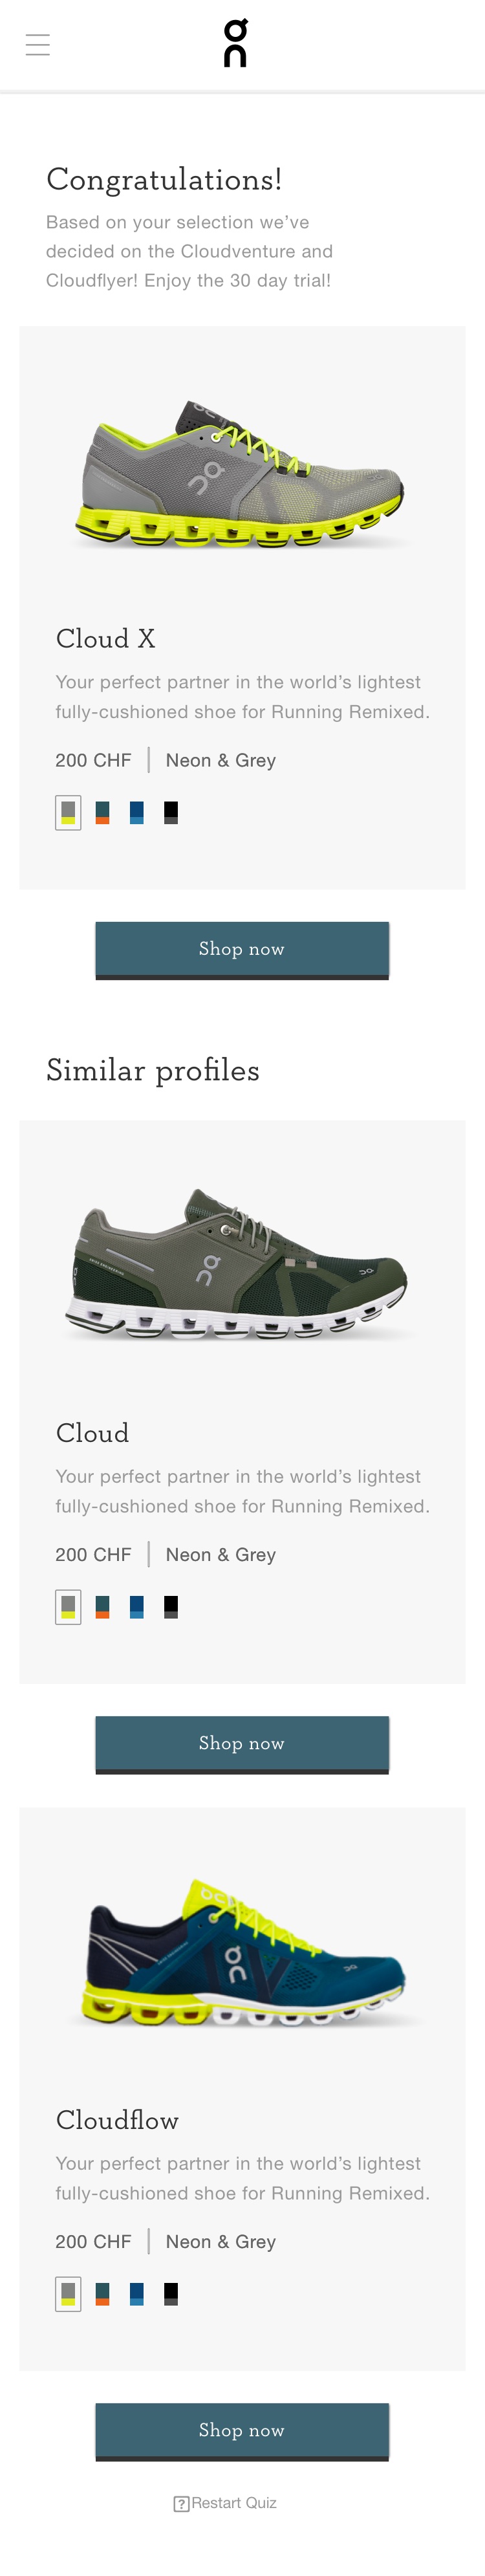 Congratulations!
Based on your selection we’ve
decided on the Cloudventure and
Cloudflyer! Enjoy the 30 day trial!
Cloud X
Your perfect partner in the world’s lightest
fully-cushioned shoe for Running Remixed.
200 CHF | Neon & Grey
Shop now
Similar profiles
Cloud
Your perfect partner in the world’s lightest
fully-cushioned shoe for Running Remixed.
200 CHF | Neon & Grey
Shop now
Cloudflow
Your perfect partner in the world’s lightest
fully-cushioned shoe for Running Remixed.
200 CHF | Neon & Grey
Shop now
? Restart Quiz